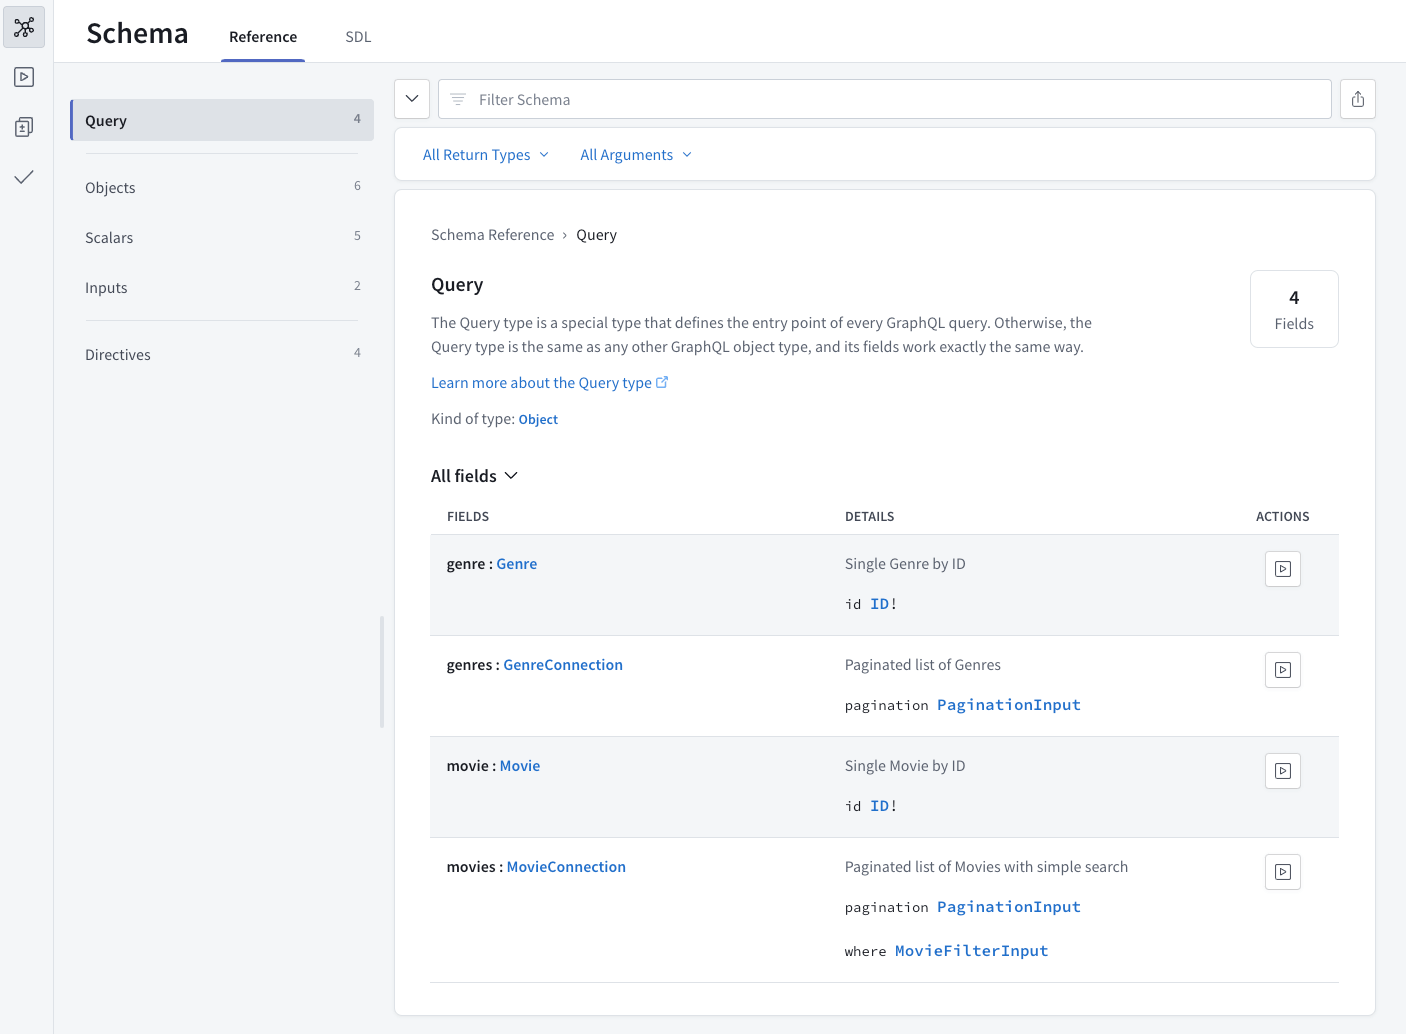 Schema
Reference
SDL
Query 4
Objects 6
Scalars 5
Inputs 2
Directives 4
Filter Schema
All Return Types
All Arguments
Schema Reference › Query
Query
The Query type is a special type that defines the entry point of every GraphQL query. Otherwise, the
Query type is the same as any other GraphQL object type, and its fields work exactly the same way.
Learn more about the Query type
Kind of type: Object
4
Fields
All fields
FIELDS DETAILS ACTIONS
genre : Genre Single Genre by ID
id ID!
genres : GenreConnection Paginated list of Genres
pagination PaginationInput
movie : Movie Single Movie by ID
id ID!
movies : MovieConnection Paginated list of Movies with simple search
pagination PaginationInput
where MovieFilterInput